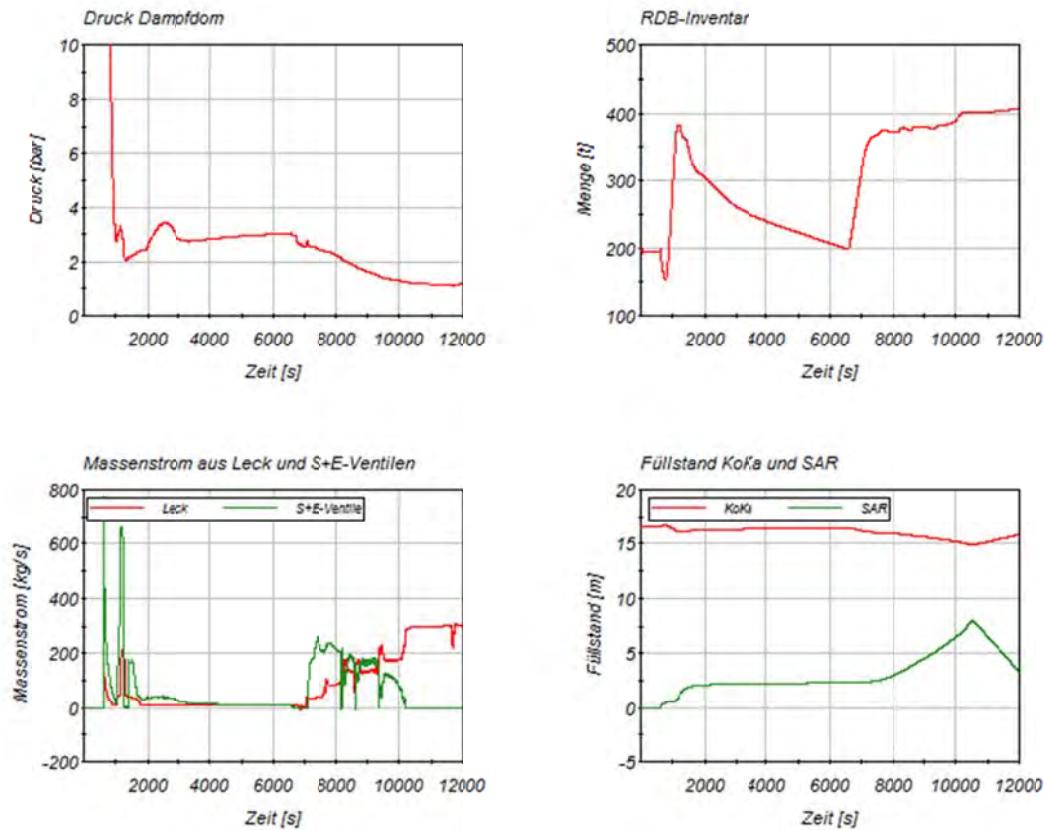 Druck Dampfdom
10
8
6
4
2
0
Druck [bar]
2000 4000 6000 8000 10000 12000
Zeit [s]
RDB-Inventar
500
400
300
200
100
Menge [t]
2000 4000 6000 8000 10000 12000
Zeit [s]
Massenstrom aus Leck und S+E-Ventilen
800
600
400
200
0
-200
Massenstrom [kg/s]
Leck S+E-Ventile
2000 4000 6000 8000 10000 12000
Zeit [s]
Füllstand KoKa und SAR
20
15
10
5
0
-5
Füllstand [m]
KoKa SAR
2000 4000 6000 8000 10000 12000
Zeit [s]